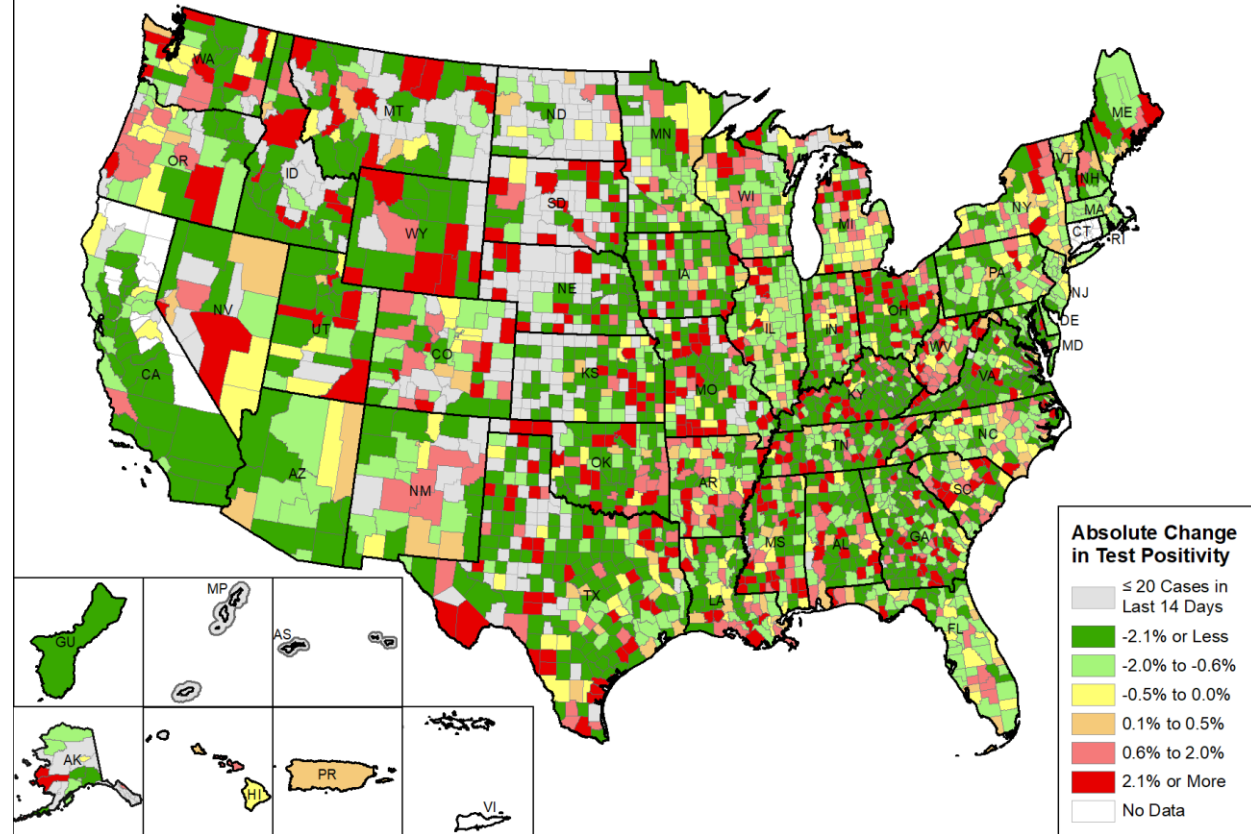 WA
MT
ND
MN
ME
OR
ID
SD
WI
VT
NH
NY
MA
CT
RI
WY
MI
IA
PA
NE
NJ
NV
UT
CO
IL
IN
OH
DE
MD
WV
CA
KS
MO
KY
VA
AZ
NM
OK
AR
TN
NC
SC
MS
AL
GA
TX
LA
FL
GU
MP
AS
AK
HI
PR
VI
Absolute Change
in Test Positivity
≤ 20 Cases in
Last 14 Days
-2.1% or Less
-2.0% to -0.6%
-0.5% to 0.0%
0.1% to 0.5%
0.6% to 2.0%
2.1% or More
No Data